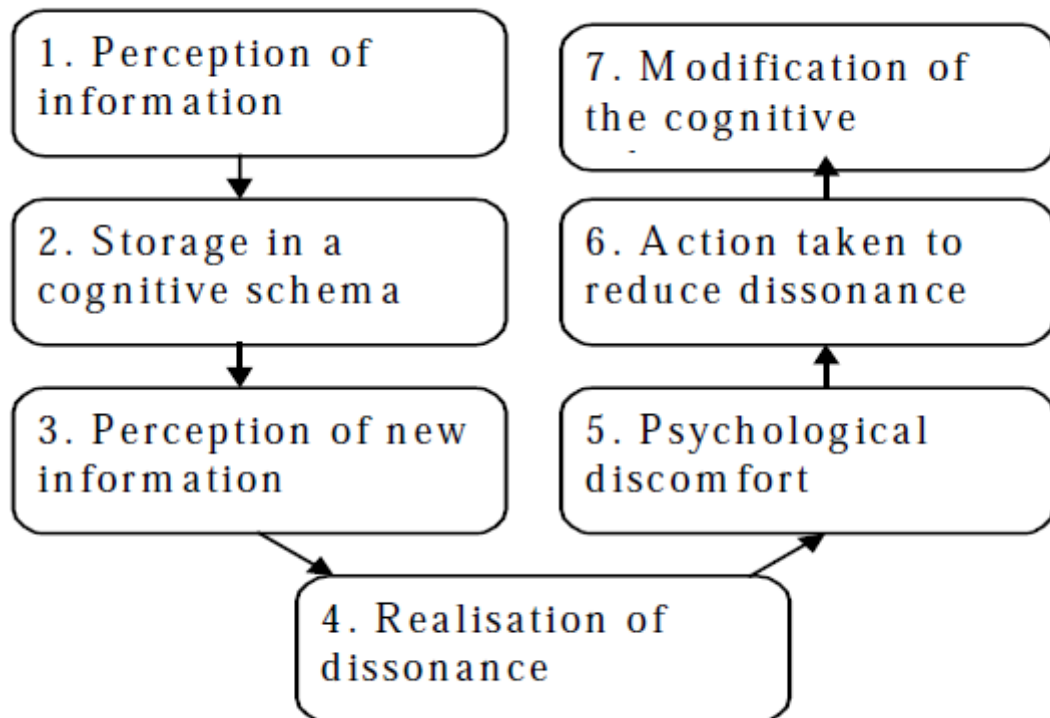 1. Perception of
information
2. Storage in a
cognitive schema
3. Perception of new
information
4. Realisation of
dissonance
5. Psychological
discomfort
6. Action taken to
reduce dissonance
7. Modification of
the cognitive